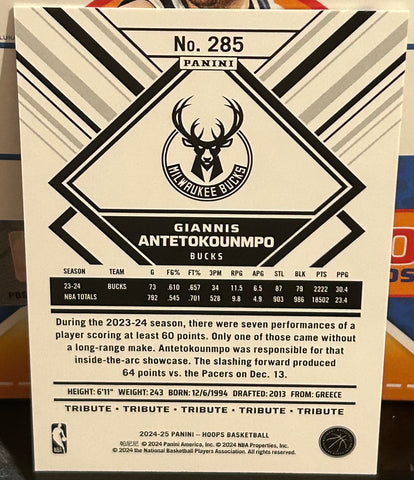 No. 285
PANINI
MILWAUKEE BUCKS
GIANNIS
ANTETOKOUNMPO
BUCKS
SEASON TEAM G FG% FT% 3PM RPG APG STL BLK PTS PPG
23-24 BUCKS 73 .610 .657 34 11.5 6.5 87 79 2222 30.4
NBA TOTALS 792 .545 .701 528 9.8 4.9 903 986 18502 23.4
During the 2023-24 season, there were seven performances of a
player scoring at least 60 points. Only one of those came without
a long-range make. Antetokounmpo was responsible for that
inside-the-arc showcase. The slashing forward produced
64 points vs. the Pacers on Dec. 13.
HEIGHT: 6'11" WEIGHT: 243 BORN: 12/6/1994 DRAFTED: 2013 FROM: GREECE
TRIBUTE • TRIBUTE • TRIBUTE • TRIBUTE • TRIBUTE • TRIBUTE
2024-25 PANINI – HOOPS BASKETBALL
帕尼尼 © 2024 Panini America, Inc. © 2024 NBA Properties, Inc.
© 2024 the National Basketball Players Association. All rights reserved.
NBA